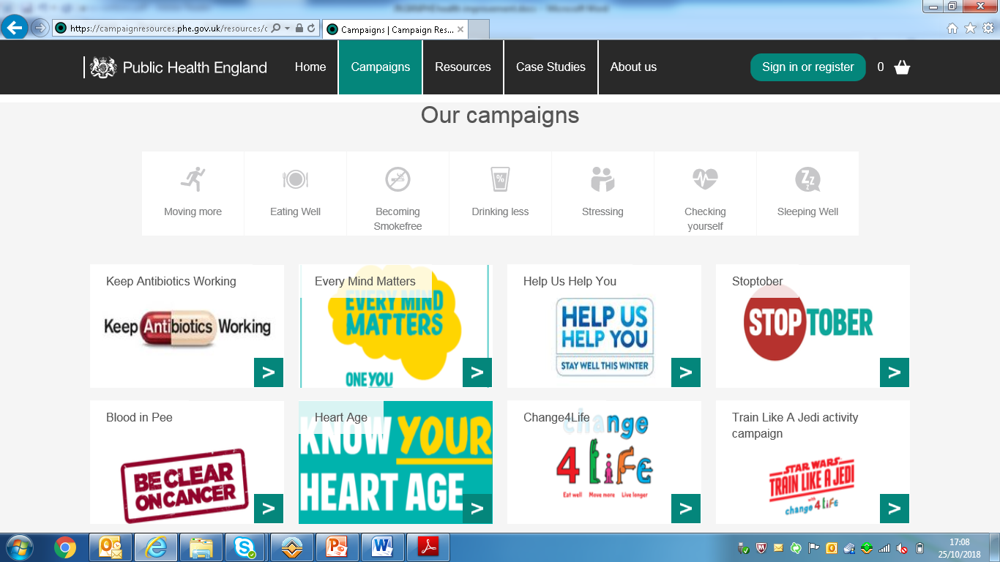 https://campaignresources.phe.gov.uk/resources/c
Campaigns | Campaign Res...
Public Health England
Home
Campaigns
Resources
Case Studies
About us
Sign in or register
0
Our campaigns
Moving more
Eating Well
Becoming
Smokefree
Drinking less
Stressing
Checking
yourself
Sleeping Well
%
Z
Z
Z
Keep Antibiotics Working
Keep Antibiotics Working
>
Every Mind Matters
EVERY MIND
MATTERS
ONE YOU
>
Help Us Help You
HELP US
HELP YOU
STAY WELL THIS WINTER
>
Stoptober
STOPTOBER
>
Blood in Pee
BE CLEAR
ON CANCER
>
Heart Age
KNOW YOUR
HEART AGE
>
Change4Life
change
4 LiFe
Eat well Move more Live longer
>
Train Like A Jedi activity
campaign
STAR WARS
TRAIN LIKE A JEDI
with
change 4 LiFe
>
17:08
25/10/2018